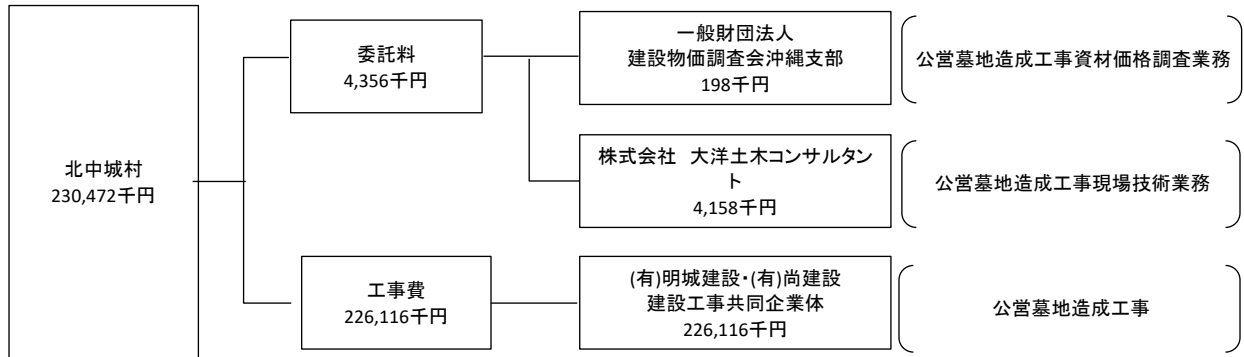 北中城村
230,472千円
委託料
4,356千円
一般財団法人
建設物価調査会沖縄支部
198千円
公営墓地造成工事資材価格調査業務
株式会社　大洋土木コンサルタン
ト
4,158千円
公営墓地造成工事現場技術業務
工事費
226,116千円
(有)明城建設・(有)尚建設
建設工事共同企業体
226,116千円
公営墓地造成工事